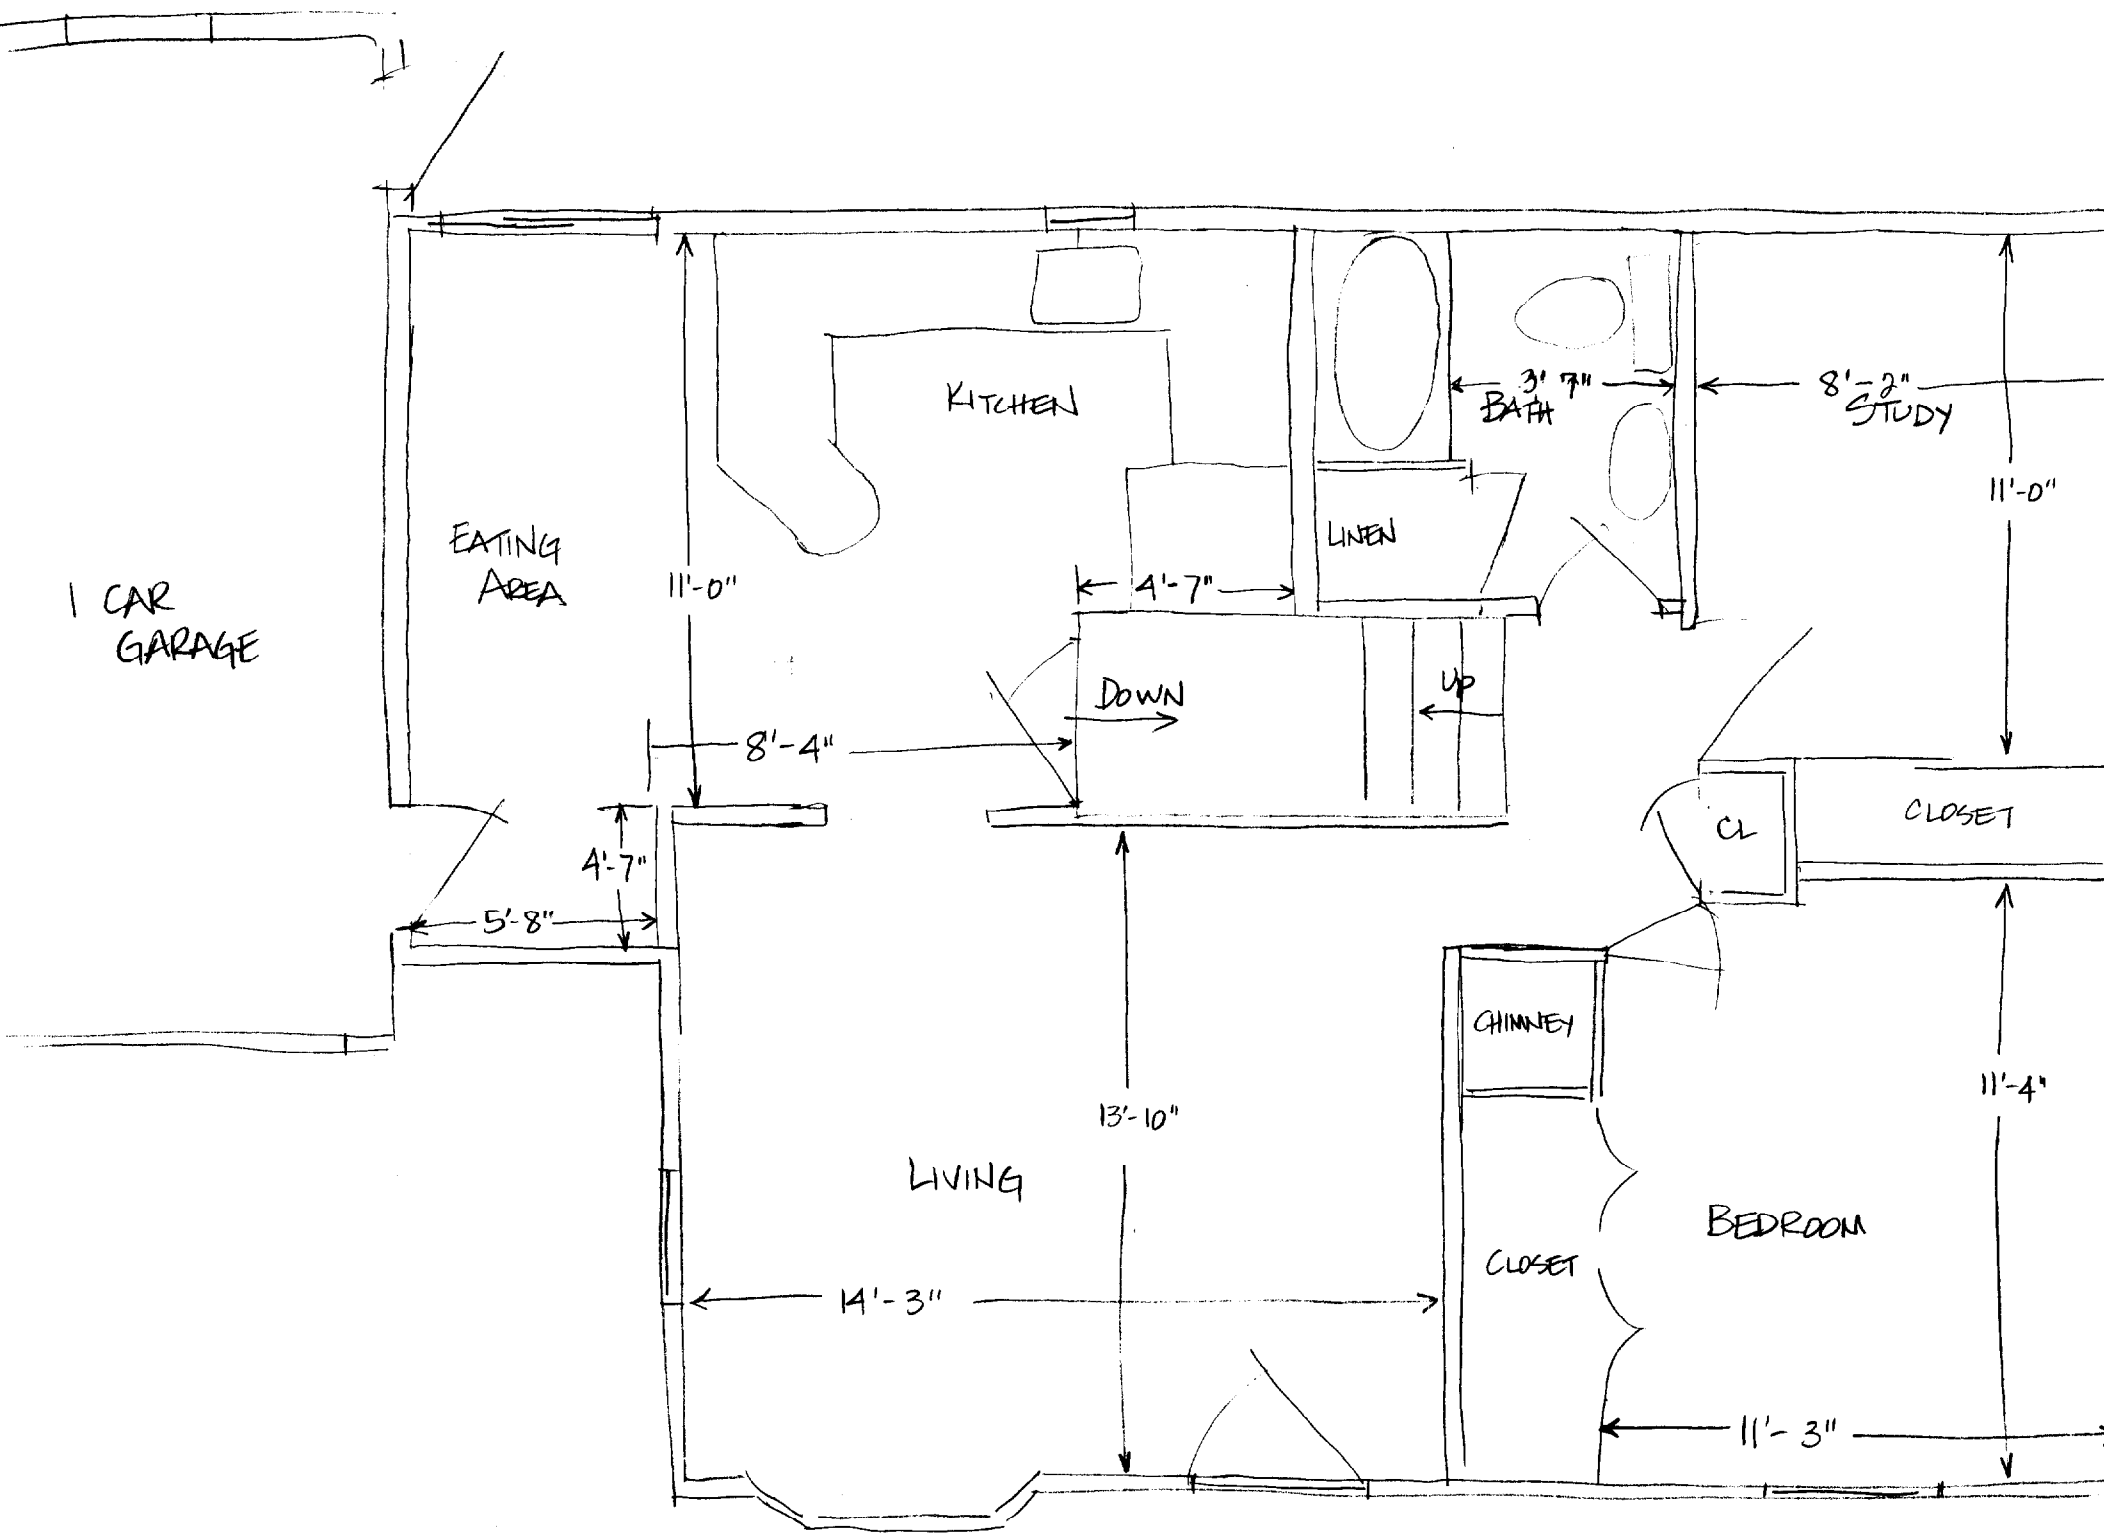 3' 7"
8'-2"
BATH
STUDY
KITCHEN
11'-0"
EATING
AREA
LINEN
11'-0"
4'-7"
1 CAR
GARAGE
DOWN
UP
8'-4"
CLOSET
CL
4'-7"
5'-8"
CHIMNEY
13'-10"
11'-4"
LIVING
BEDROOM
CLOSET
14'-3"
11'-3"